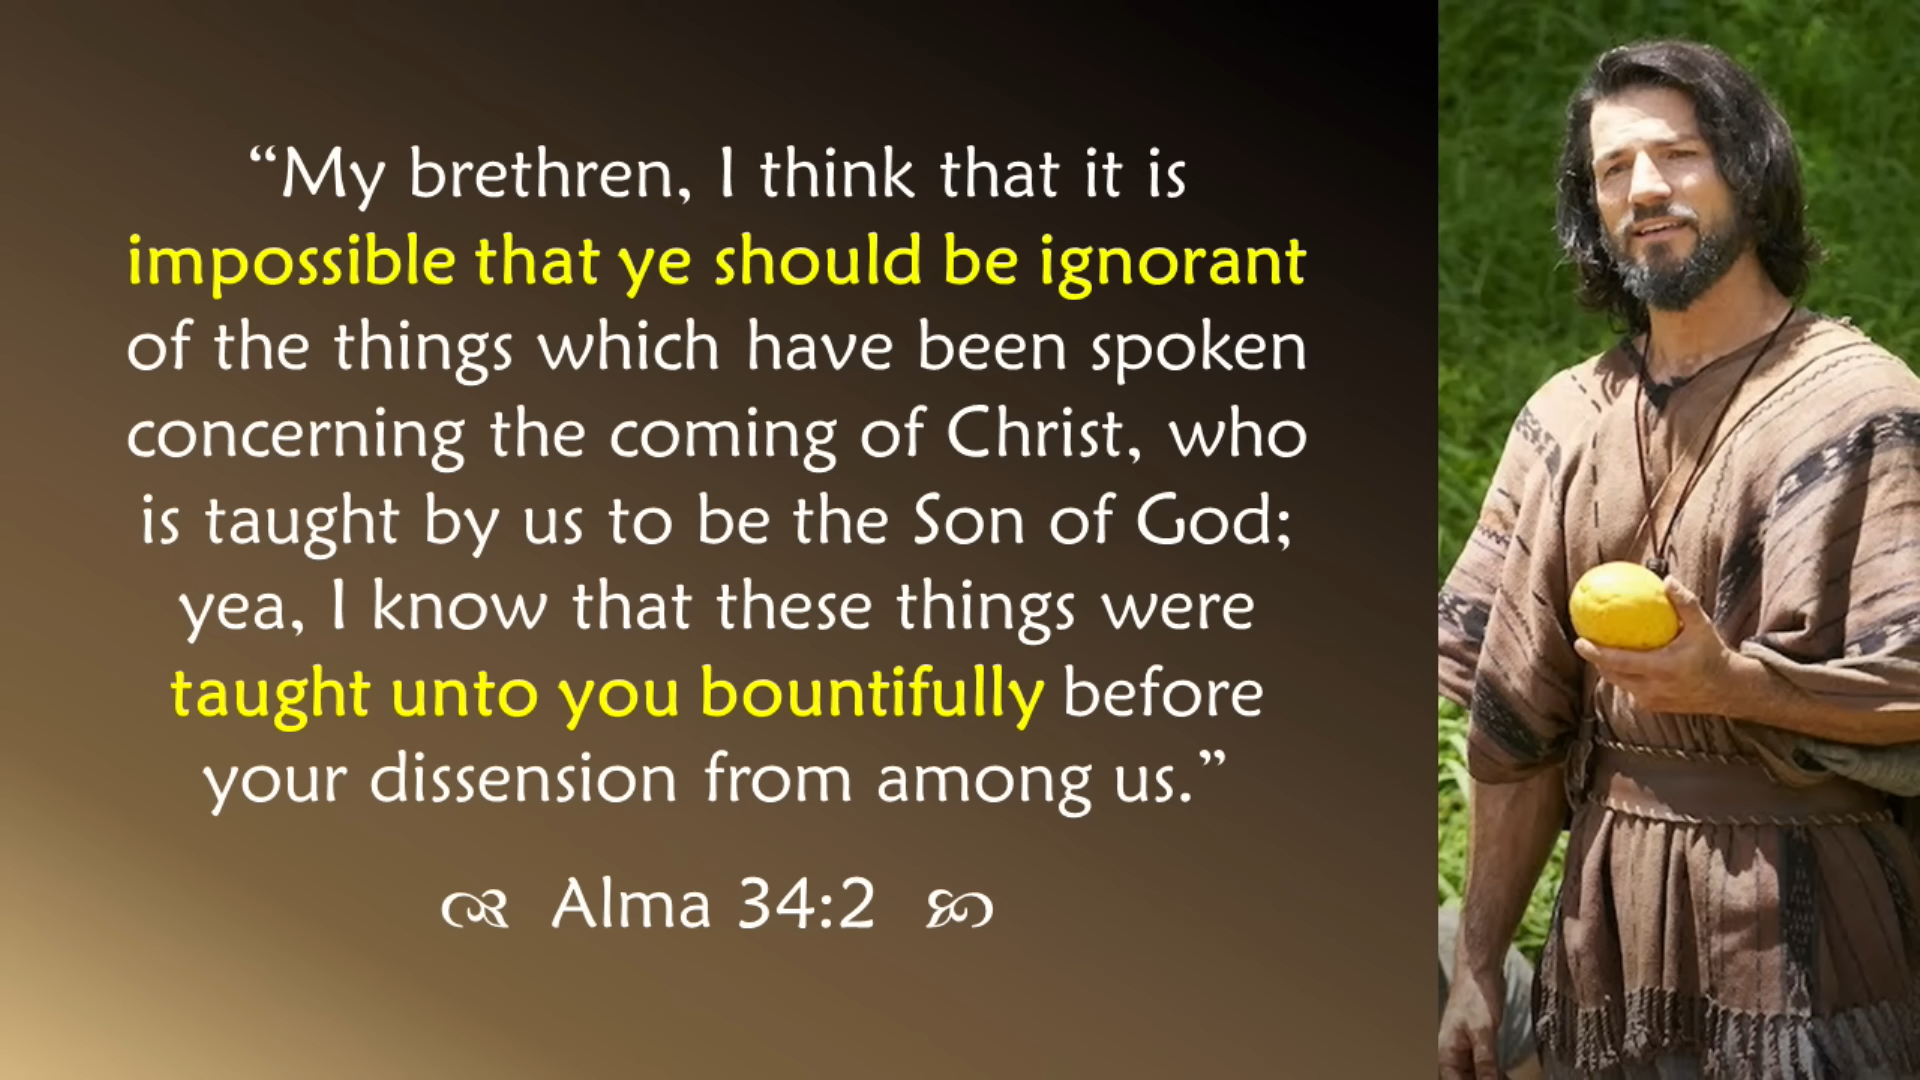 “My brethren, I think that it is
impossible that ye should be ignorant
of the things which have been spoken
concerning the coming of Christ, who
is taught by us to be the Son of God;
yea, I know that these things were
taught unto you bountifully before
your dissension from among us.”
Alma 34:2